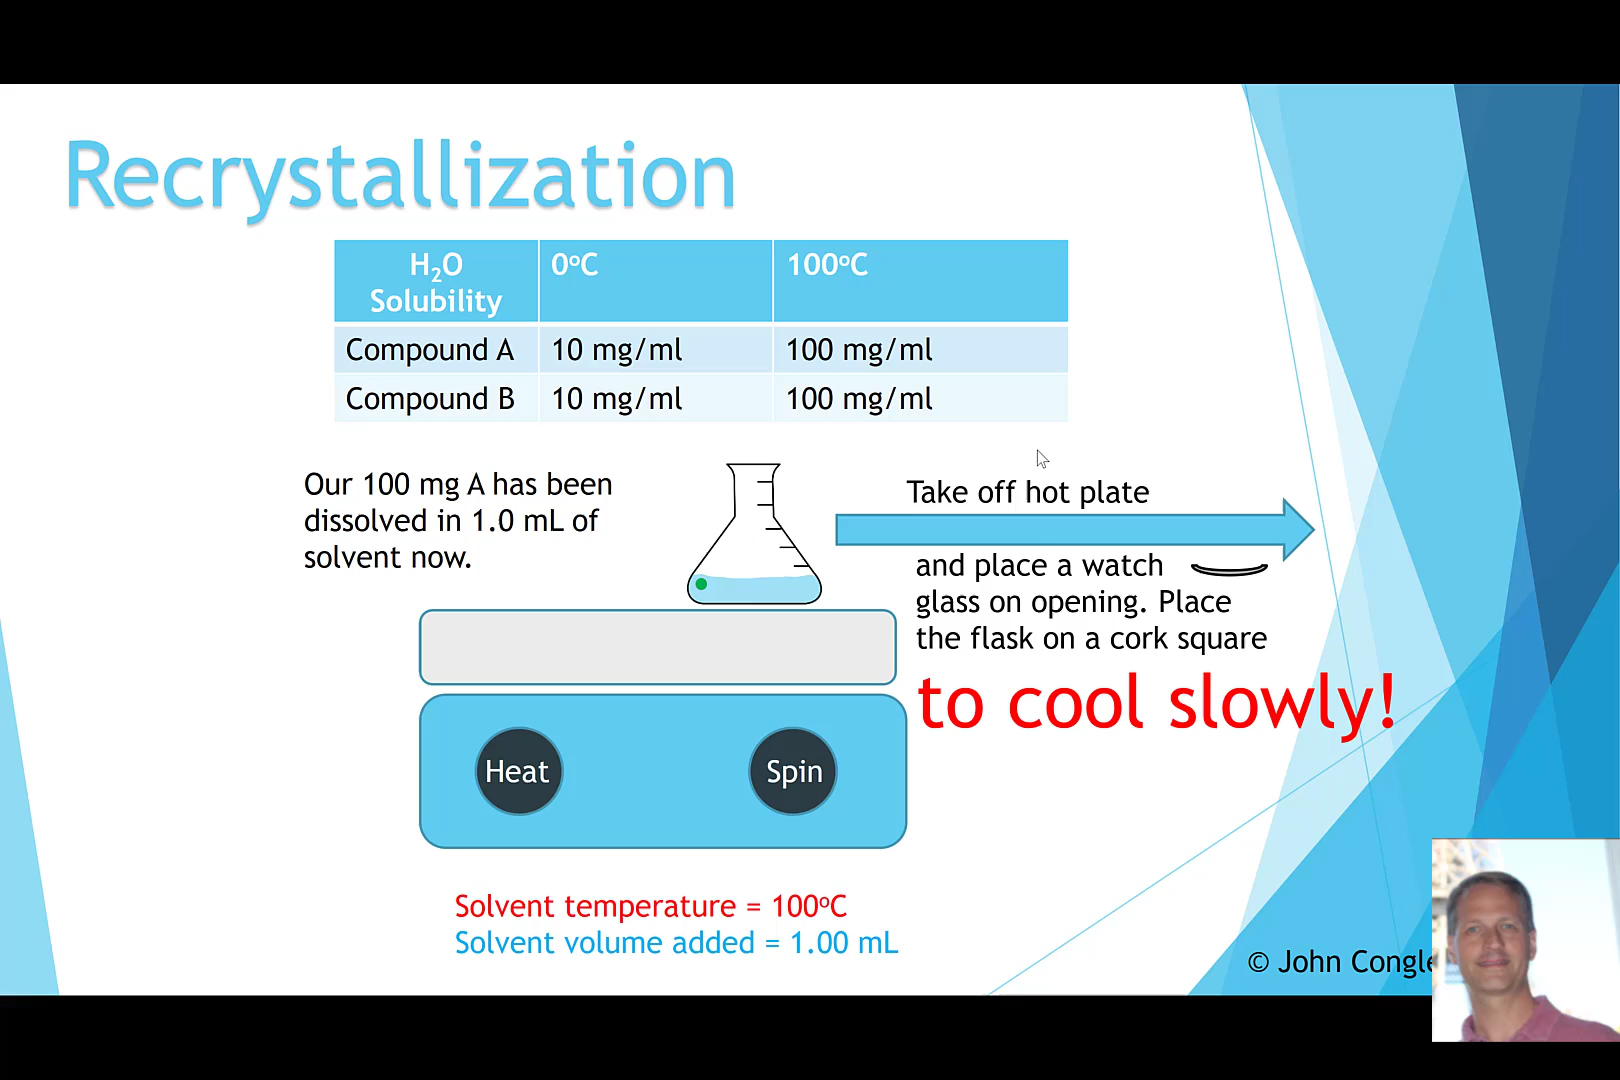 Recrystallization
H₂O Solubility 0ºC 100ºC
Compound A 10 mg/ml 100 mg/ml
Compound B 10 mg/ml 100 mg/ml
Our 100 mg A has been
dissolved in 1.0 mL of
solvent now.
Take off hot plate
and place a watch
glass on opening. Place
the flask on a cork square
to cool slowly!
Heat
Spin
Solvent temperature = 100ºC
Solvent volume added = 1.00 mL
© John